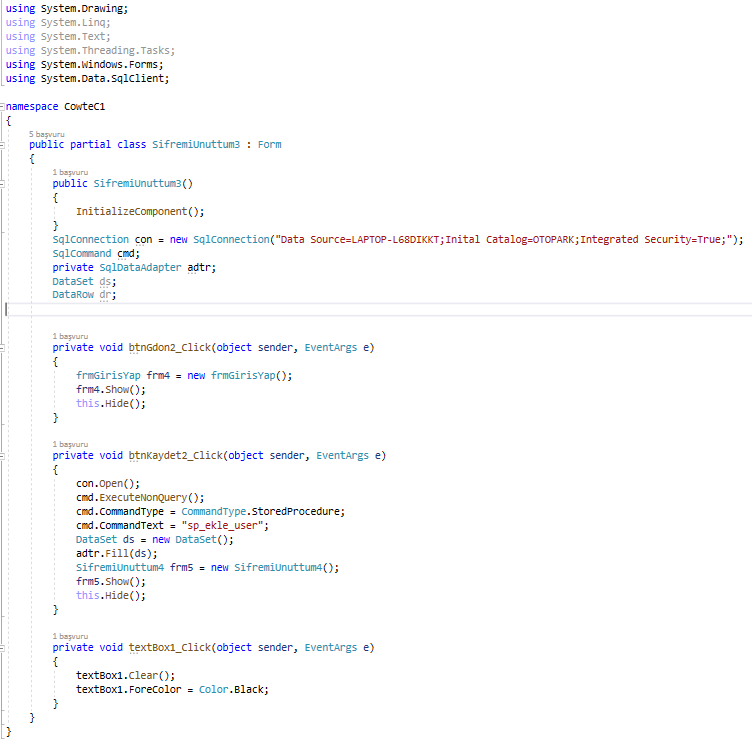 using System.Drawing;
using System.Linq;
using System.Text;
using System.Threading.Tasks;
using System.Windows.Forms;
using System.Data.SqlClient;
namespace CowteC1
{
5 başvuru
public partial class SifremiUnuttum3 : Form
{
1 başvuru
public SifremiUnuttum3()
{
InitializeComponent();
}
SqlConnection con = new SqlConnection("Data Source=LAPTOP-L68DIKKT;Inital Catalog=OTOPARK;Integrated Security=True;");
SqlCommand cmd;
private SqlDataAdapter adtr;
DataSet ds;
DataRow dr;
1 başvuru
private void btnGdon2_Click(object sender, EventArgs e)
{
frmGirisYap frm4 = new frmGirisYap();
frm4.Show();
this.Hide();
}
1 başvuru
private void btnKaydet2_Click(object sender, EventArgs e)
{
con.Open();
cmd.ExecuteNonQuery();
cmd.CommandType = CommandType.StoredProcedure;
cmd.CommandText = "sp_ekle_user";
DataSet ds = new DataSet();
adtr.Fill(ds);
SifremiUnuttum4 frm5 = new SifremiUnuttum4();
frm5.Show();
this.Hide();
}
1 başvuru
private void textBox1_Click(object sender, EventArgs e)
{
textBox1.Clear();
textBox1.ForeColor = Color.Black;
}
}
}